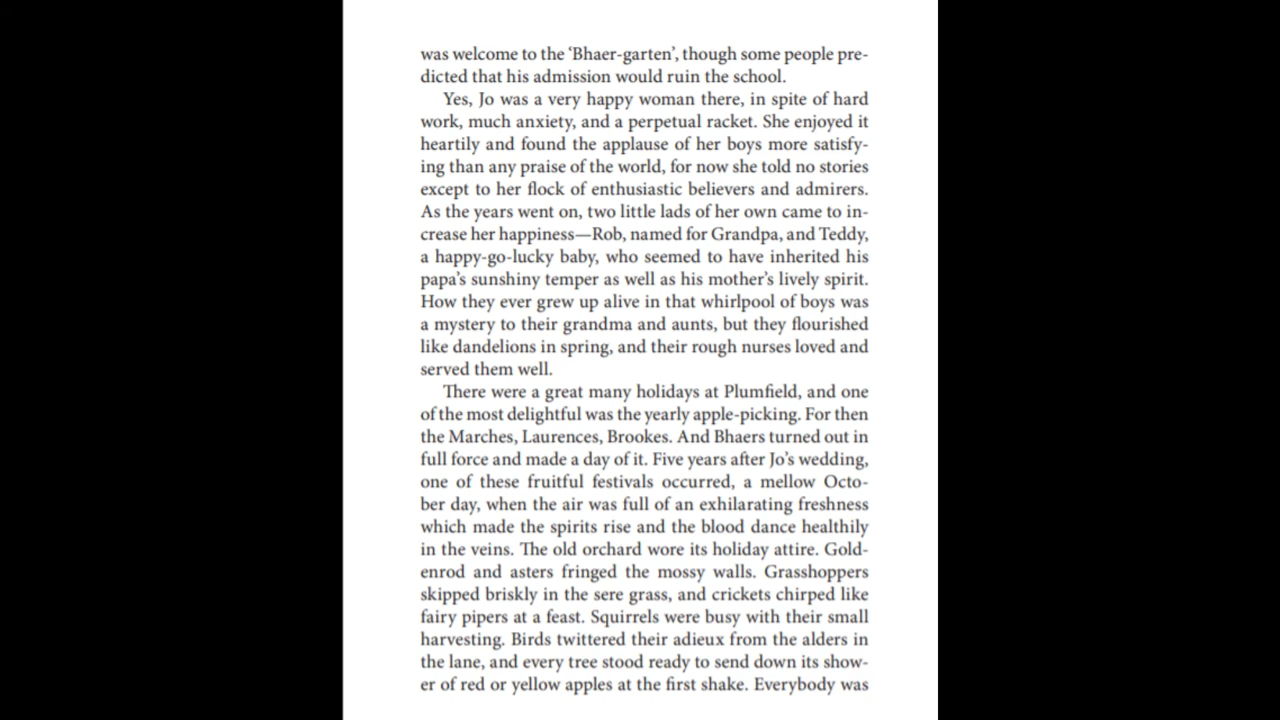 was welcome to the ‘Bhaer-garten’, though some people pre-
dicted that his admission would ruin the school.
Yes, Jo was a very happy woman there, in spite of hard
work, much anxiety, and a perpetual racket. She enjoyed it
heartily and found the applause of her boys more satisfy-
ing than any praise of the world, for now she told no stories
except to her flock of enthusiastic believers and admirers.
As the years went on, two little lads of her own came to in-
crease her happiness—Rob, named for Grandpa, and Teddy,
a happy-go-lucky baby, who seemed to have inherited his
papa’s sunshiny temper as well as his mother’s lively spirit.
How they ever grew up alive in that whirlpool of boys was
a mystery to their grandma and aunts, but they flourished
like dandelions in spring, and their rough nurses loved and
served them well.
There were a great many holidays at Plumfield, and one
of the most delightful was the yearly apple-picking. For then
the Marches, Laurences, Brookes. And Bhaers turned out in
full force and made a day of it. Five years after Jo’s wedding,
one of these fruitful festivals occurred, a mellow Octo-
ber day, when the air was full of an exhilarating freshness
which made the spirits rise and the blood dance healthily
in the veins. The old orchard wore its holiday attire. Gold-
enrod and asters fringed the mossy walls. Grasshoppers
skipped briskly in the sere grass, and crickets chirped like
fairy pipers at a feast. Squirrels were busy with their small
harvesting. Birds twittered their adieux from the alders in
the lane, and every tree stood ready to send down its show-
er of red or yellow apples at the first shake. Everybody was